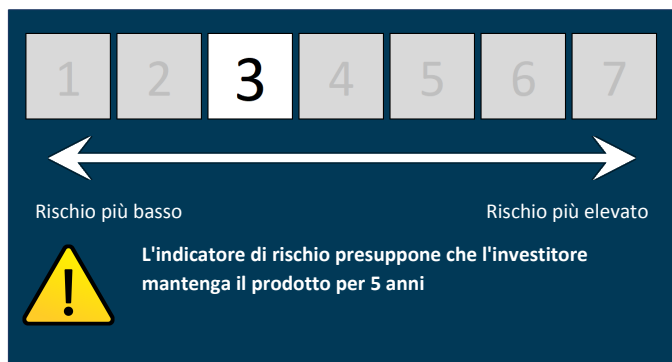 1 2 3 4 5 6 7
Rischio più basso Rischio più elevato
L'indicatore di rischio presuppone che l'investitore
mantenga il prodotto per 5 anni